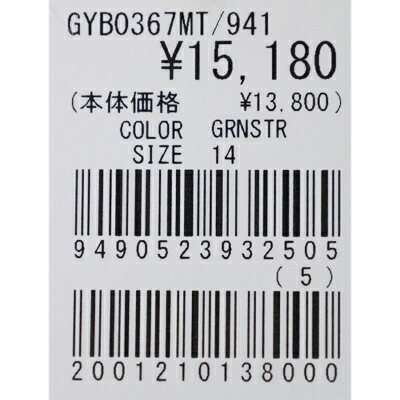 GYB0367MT/941
¥15,180
(本体価格 ¥13,800)
COLOR GRNSTR
SIZE 14
9490523932505
(5)
2001210138000